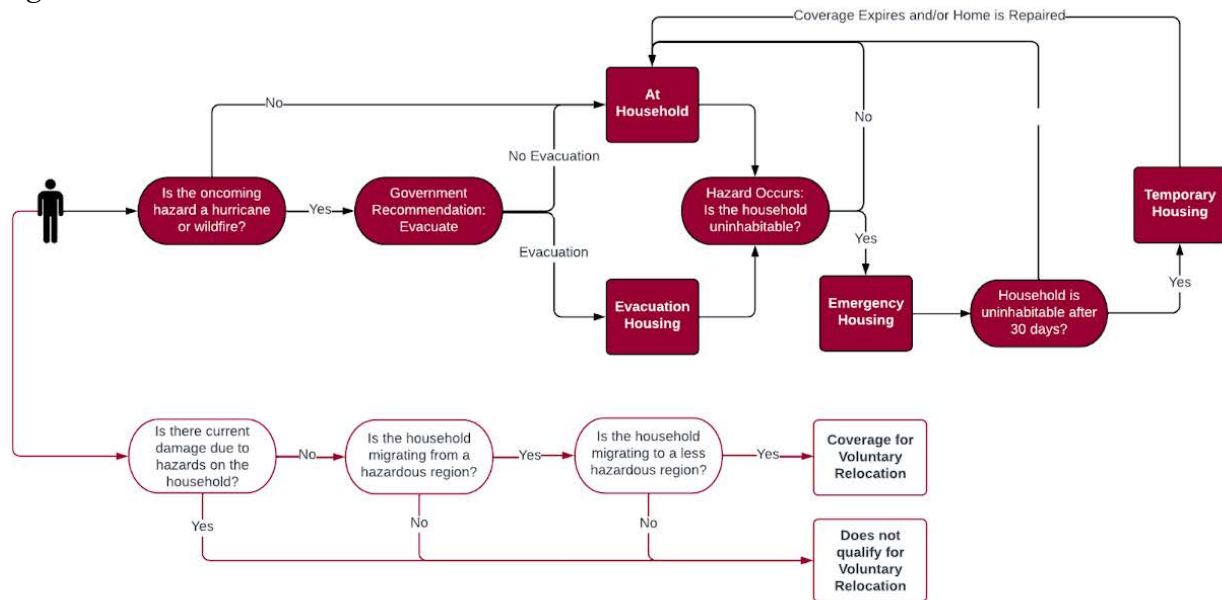 Coverage Expires and/or Home is Repaired
At
Household
No
No
No Evacuation
Is the oncoming
hazard a hurricane
or wildfire?
Yes
Government
Recommendation:
Evacuate
Evacuation
Evacuation
Housing
Hazard Occurs:
Is the household
uninhabitable?
Yes
Emergency
Housing
Household is
uninhabitable after
30 days?
Yes
Temporary
Housing
Is there current
damage due to
hazards on the
household?
No
Is the household
migrating from a
hazardous region?
Yes
Is the household
migrating to a less
hazardous region?
Yes
Coverage for
Voluntary
Relocation
Yes
No
No
Does not
qualify for
Voluntary
Relocation